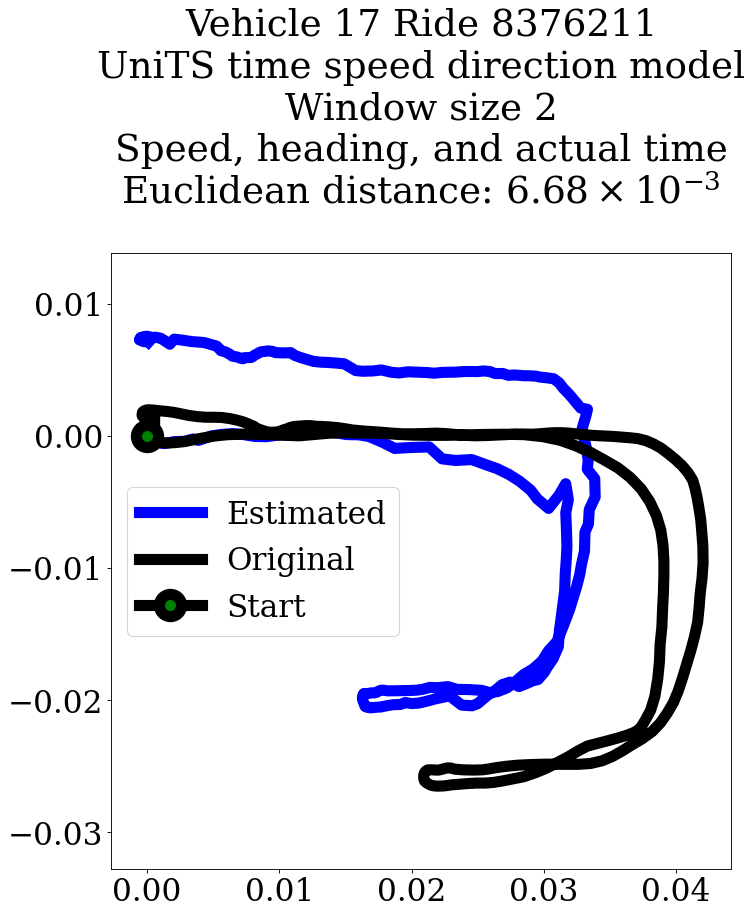 Vehicle 17 Ride 8376211
UniTS time speed direction model
Window size 2
Speed, heading, and actual time
Euclidean distance: 6.68 × 10⁻³
0.01
0.00
−0.01
−0.02
−0.03
Estimated
Original
Start
0.00 0.01 0.02 0.03 0.04